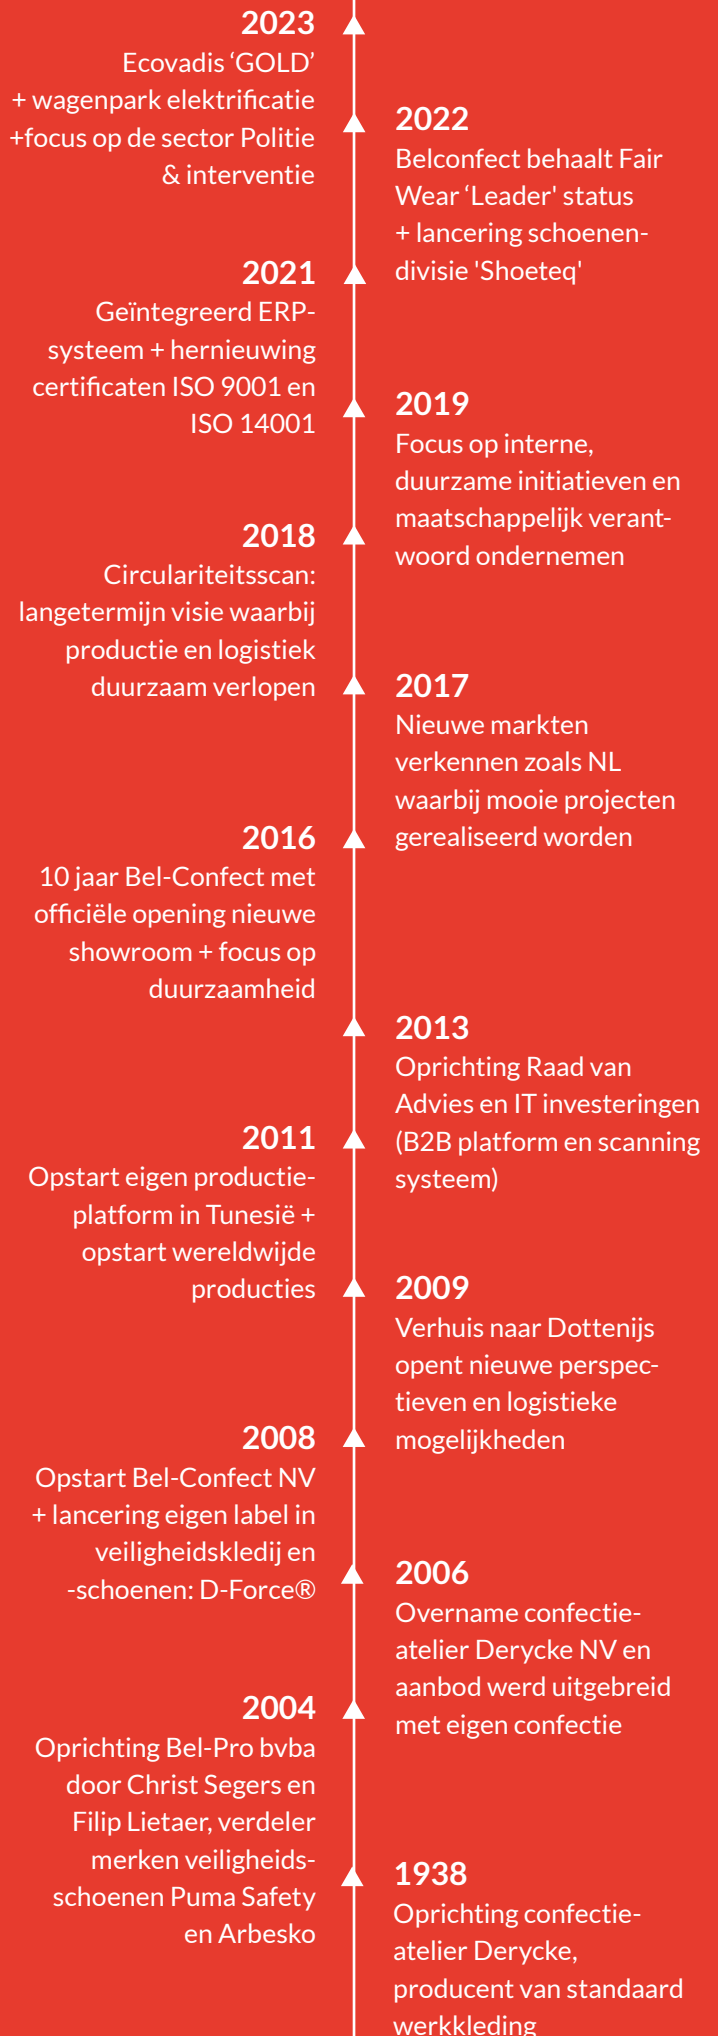 2023
Ecovadis ‘GOLD’
+ wagenpark elektrificatie
+focus op de sector Politie
& interventie
2022
Belconfect behaalt Fair
Wear ‘Leader' status
+ lancering schoenen-
divisie 'Shoeteq'
2021
Geïntegreerd ERP-
systeem + hernieuwing
certificaten ISO 9001 en
ISO 14001
2019
Focus op interne,
duurzame initiatieven en
maatschappelijk verant-
woord ondernemen
2018
Circulariteitsscan:
langetermijn visie waarbij
productie en logistiek
duurzaam verlopen
2017
Nieuwe markten
verkennen zoals NL
waarbij mooie projecten
gerealiseerd worden
2016
10 jaar Bel-Confect met
officiële opening nieuwe
showroom + focus op
duurzaamheid
2013
Oprichting Raad van
Advies en IT investeringen
(B2B platform en scanning
systeem)
2011
Opstart eigen productie-
platform in Tunesië +
opstart wereldwijde
producties
2009
Verhuis naar Dottenijs
opent nieuwe perspec-
tieven en logistieke
mogelijkheden
2008
Opstart Bel-Confect NV
+ lancering eigen label in
veiligheidskledij en
-schoenen: D-Force®
2006
Overname confectie-
atelier Derycke NV en
aanbod werd uitgebreid
met eigen confectie
2004
Oprichting Bel-Pro bvba
door Christ Segers en
Filip Lietaer, verdeler
merken veiligheids-
schoenen Puma Safety
en Arbesko
1938
Oprichting confectie-
atelier Derycke,
producent van standaard
werkkleding